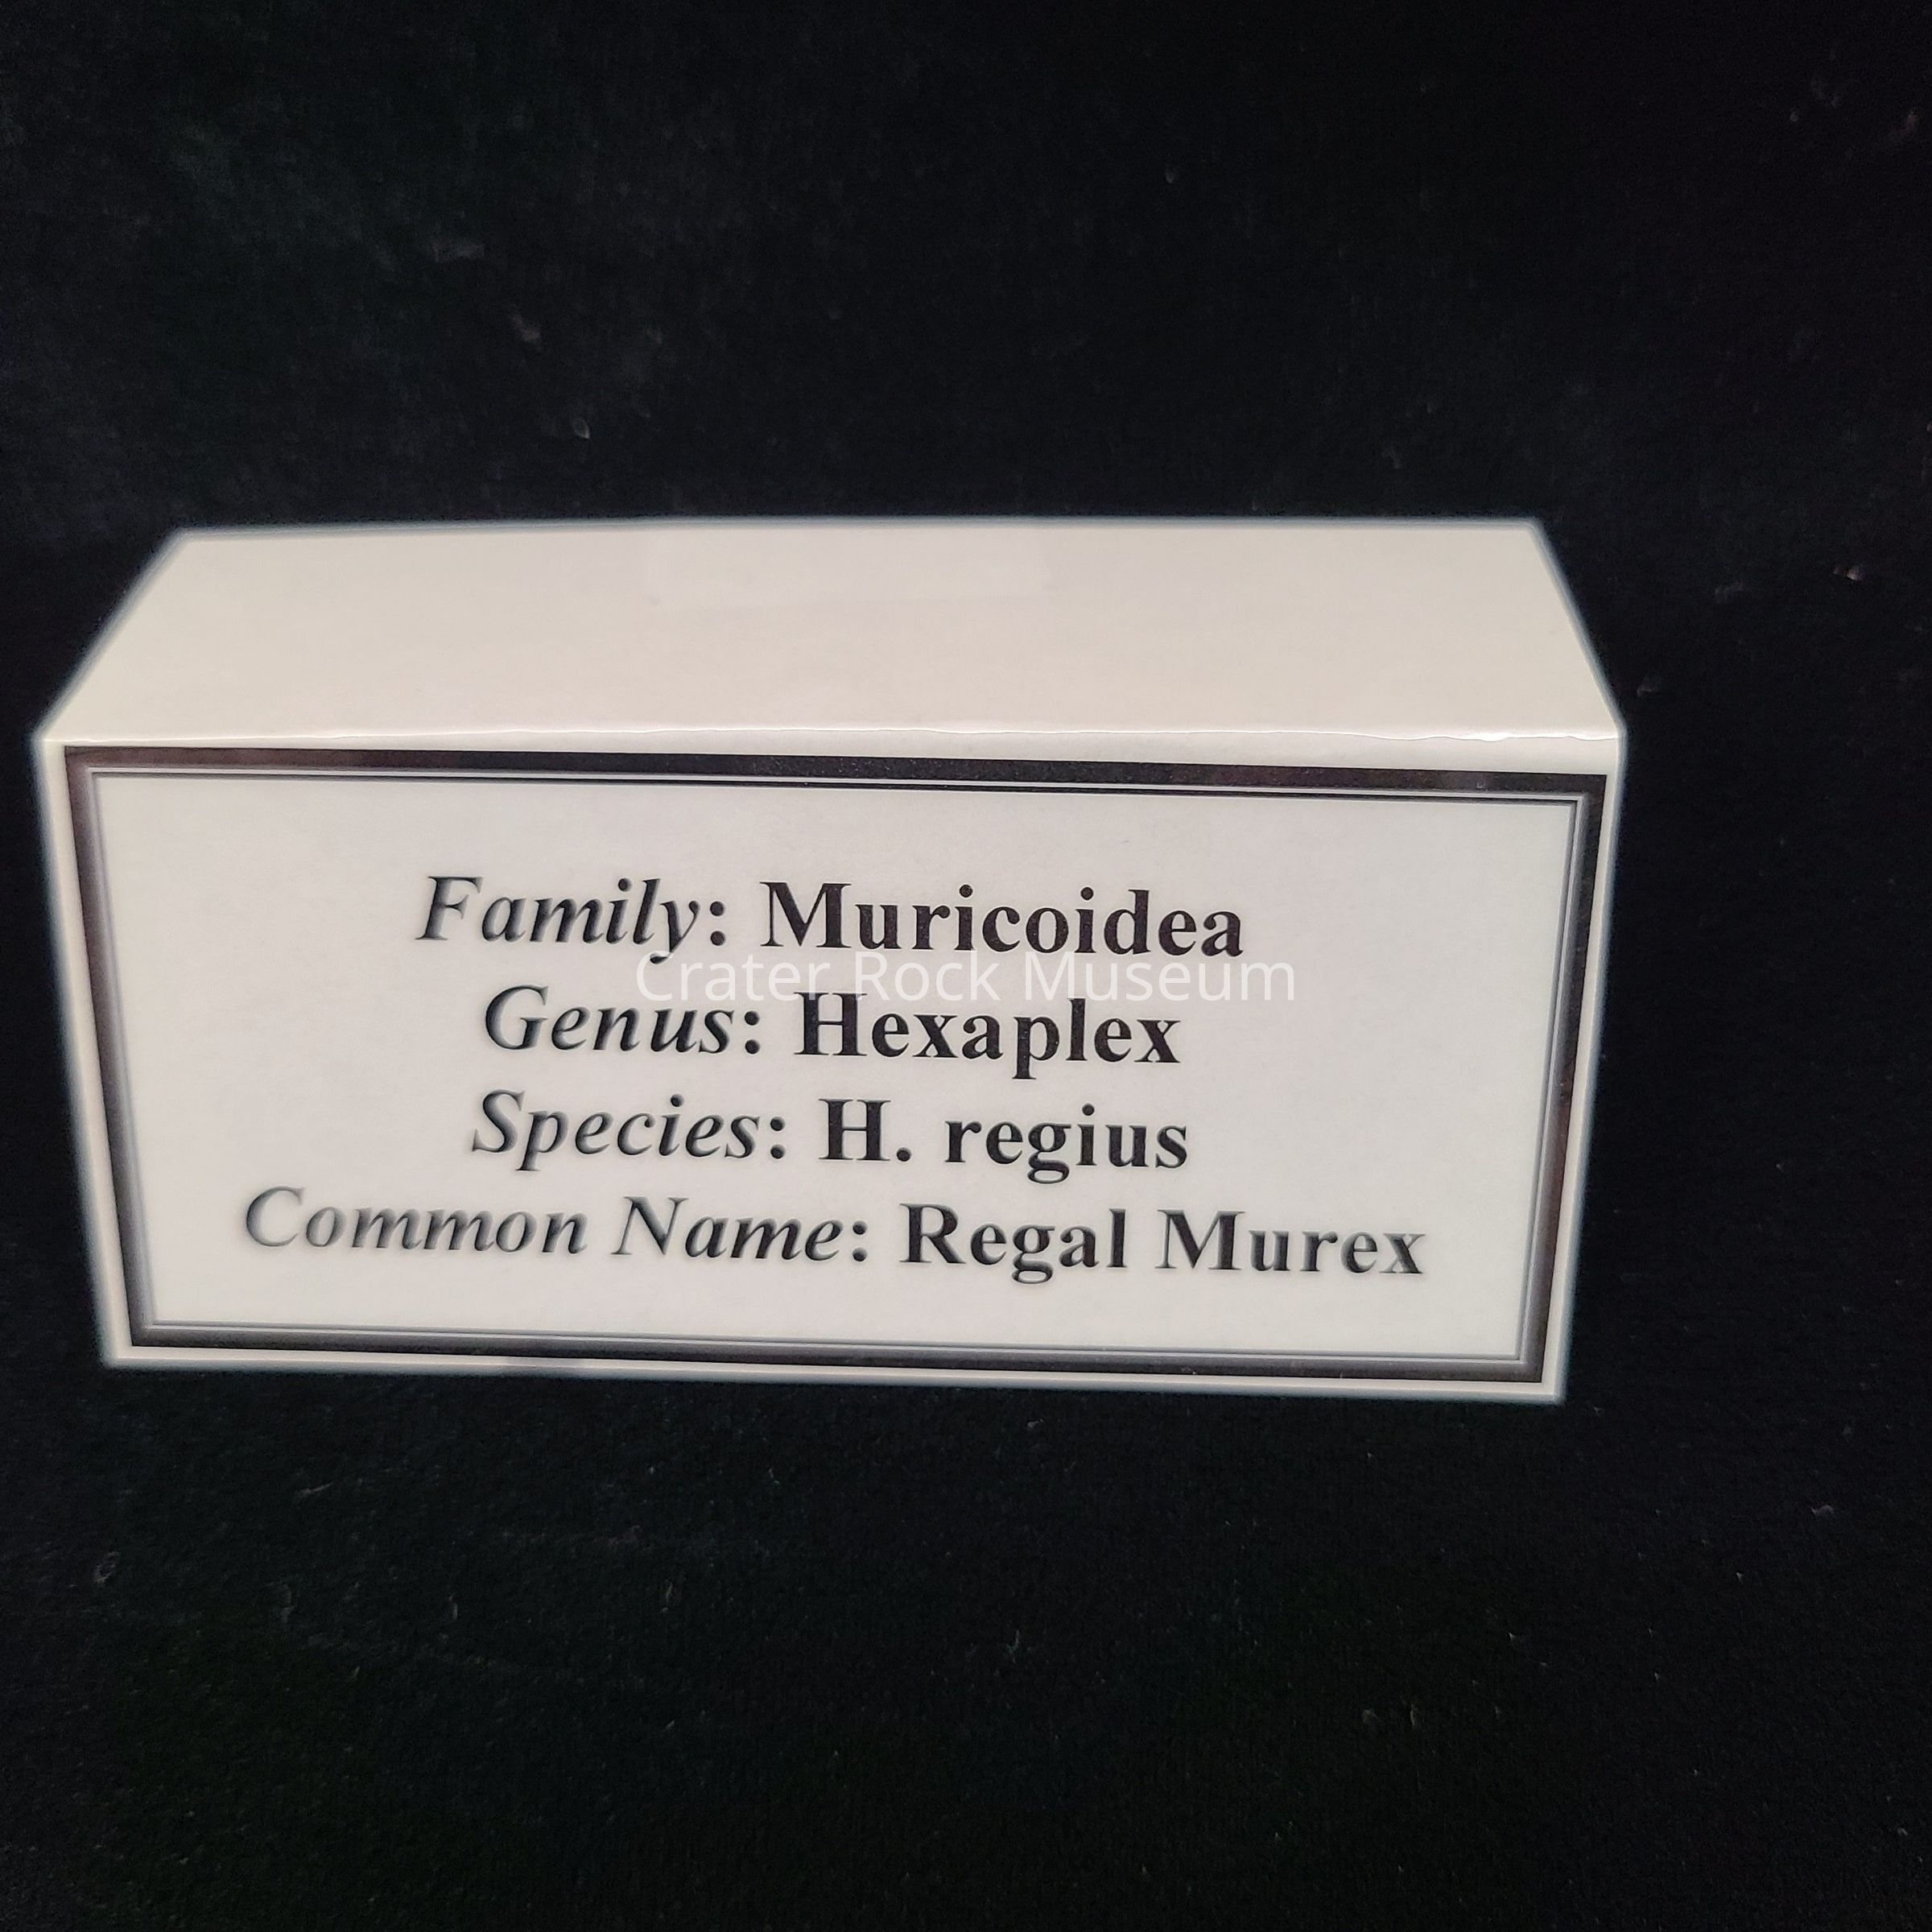 Family: Muricoidea
Crater Rock Museum
Genus: Hexaplex
Species: H. regius
Common Name: Regal Murex